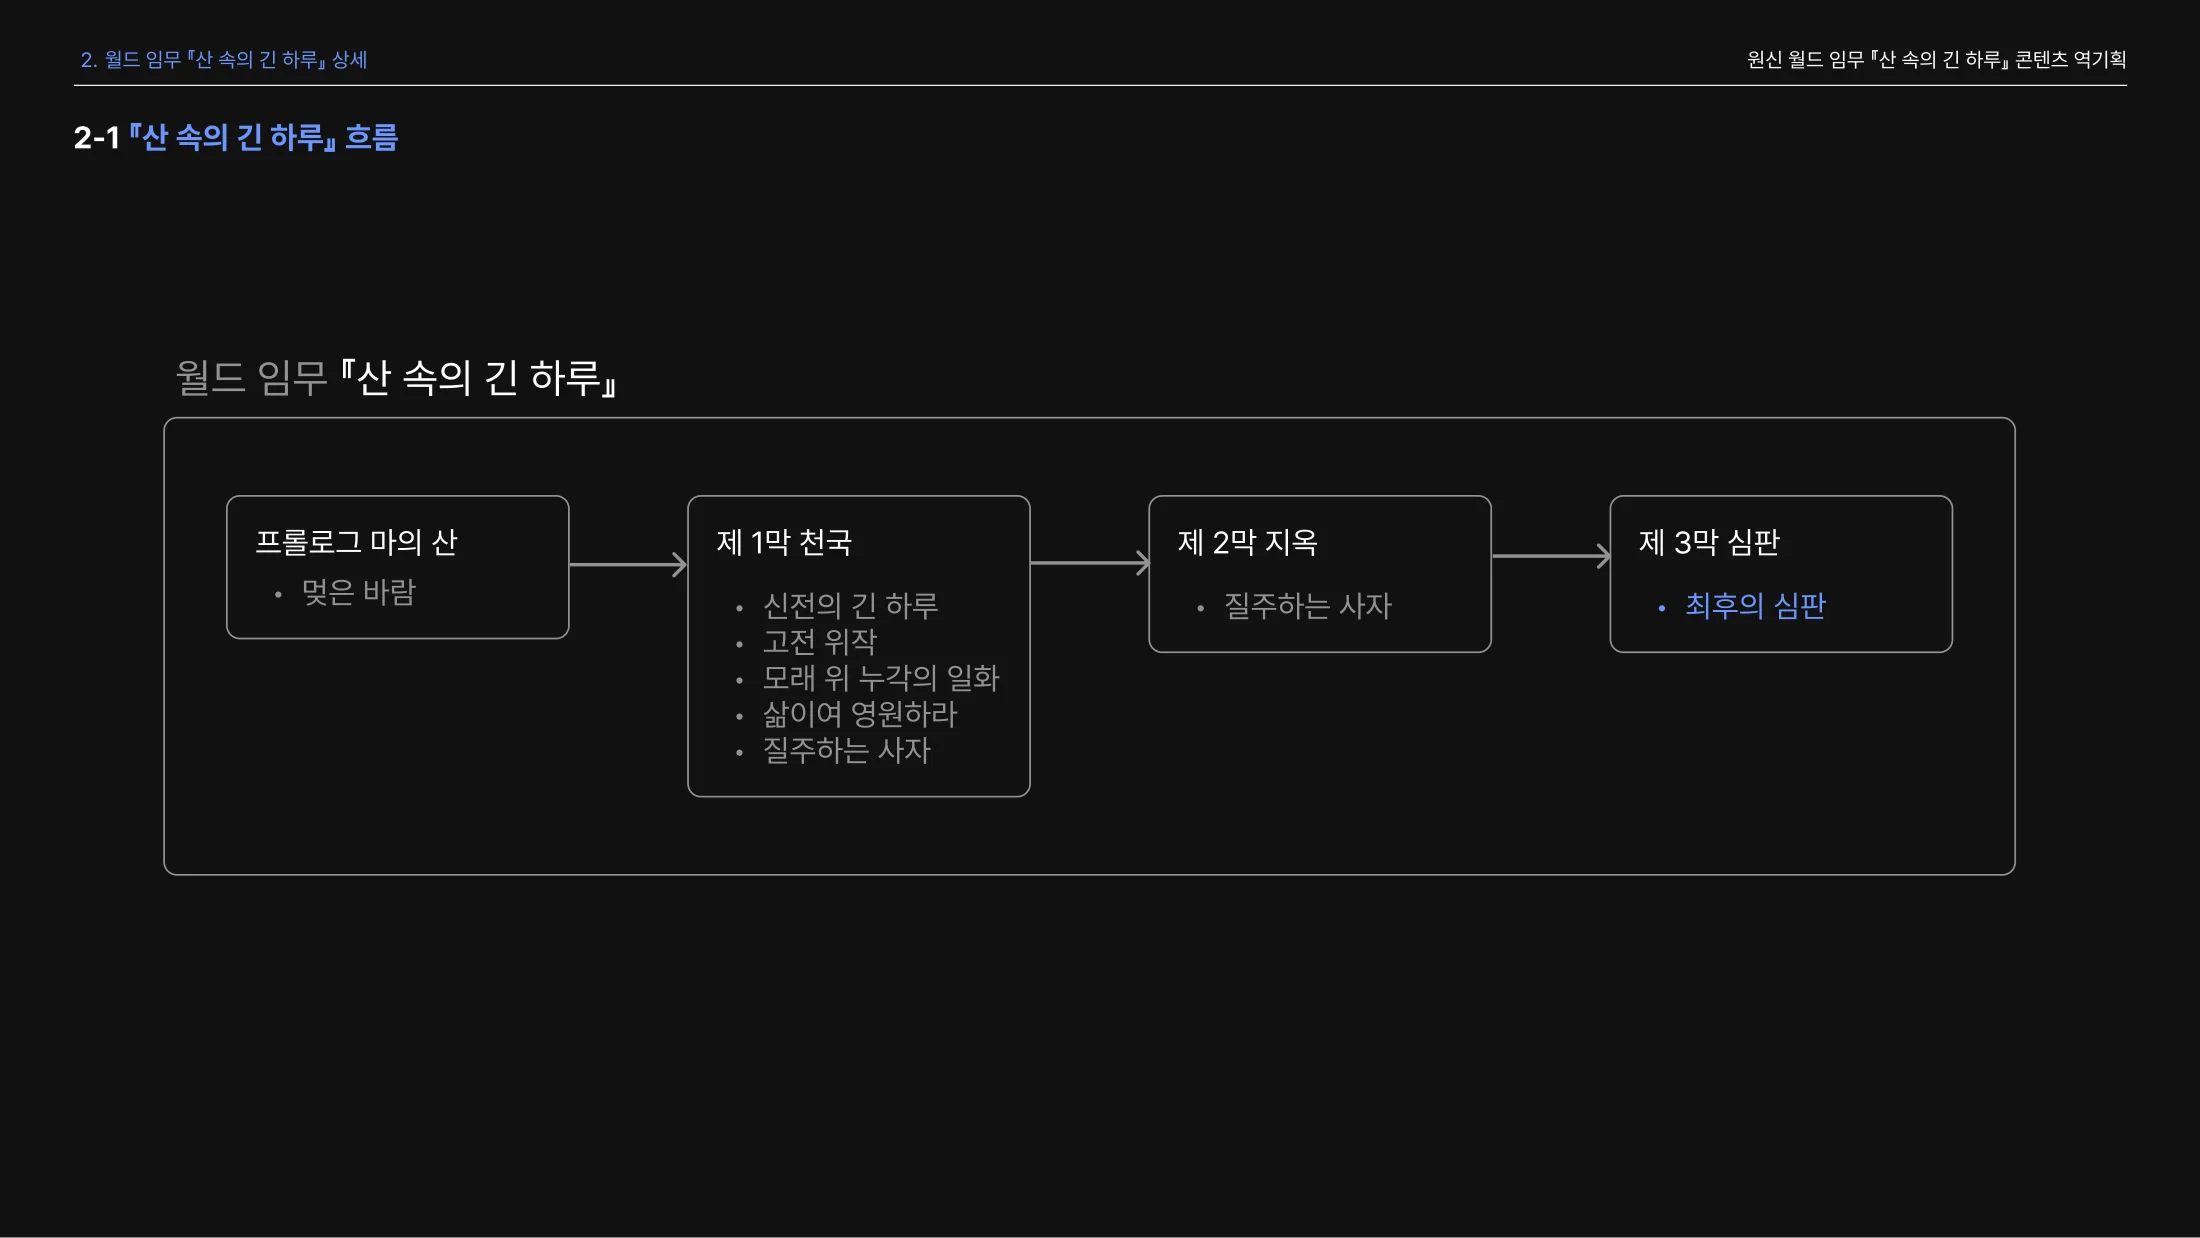 2. 월드 임무 『산 속의 긴 하루』 상세
원신 월드 임무 『산 속의 긴 하루』 콘텐츠 역기획
2-1 『산 속의 긴 하루』 흐름
월드 임무 『산 속의 긴 하루』
프롤로그 마의 산
• 멎은 바람
제 1막 천국
• 신전의 긴 하루
• 고전 위작
• 모래 위 누각의 일화
• 삶이여 영원하라
• 질주하는 사자
제 2막 지옥
• 질주하는 사자
제 3막 심판
• 최후의 심판